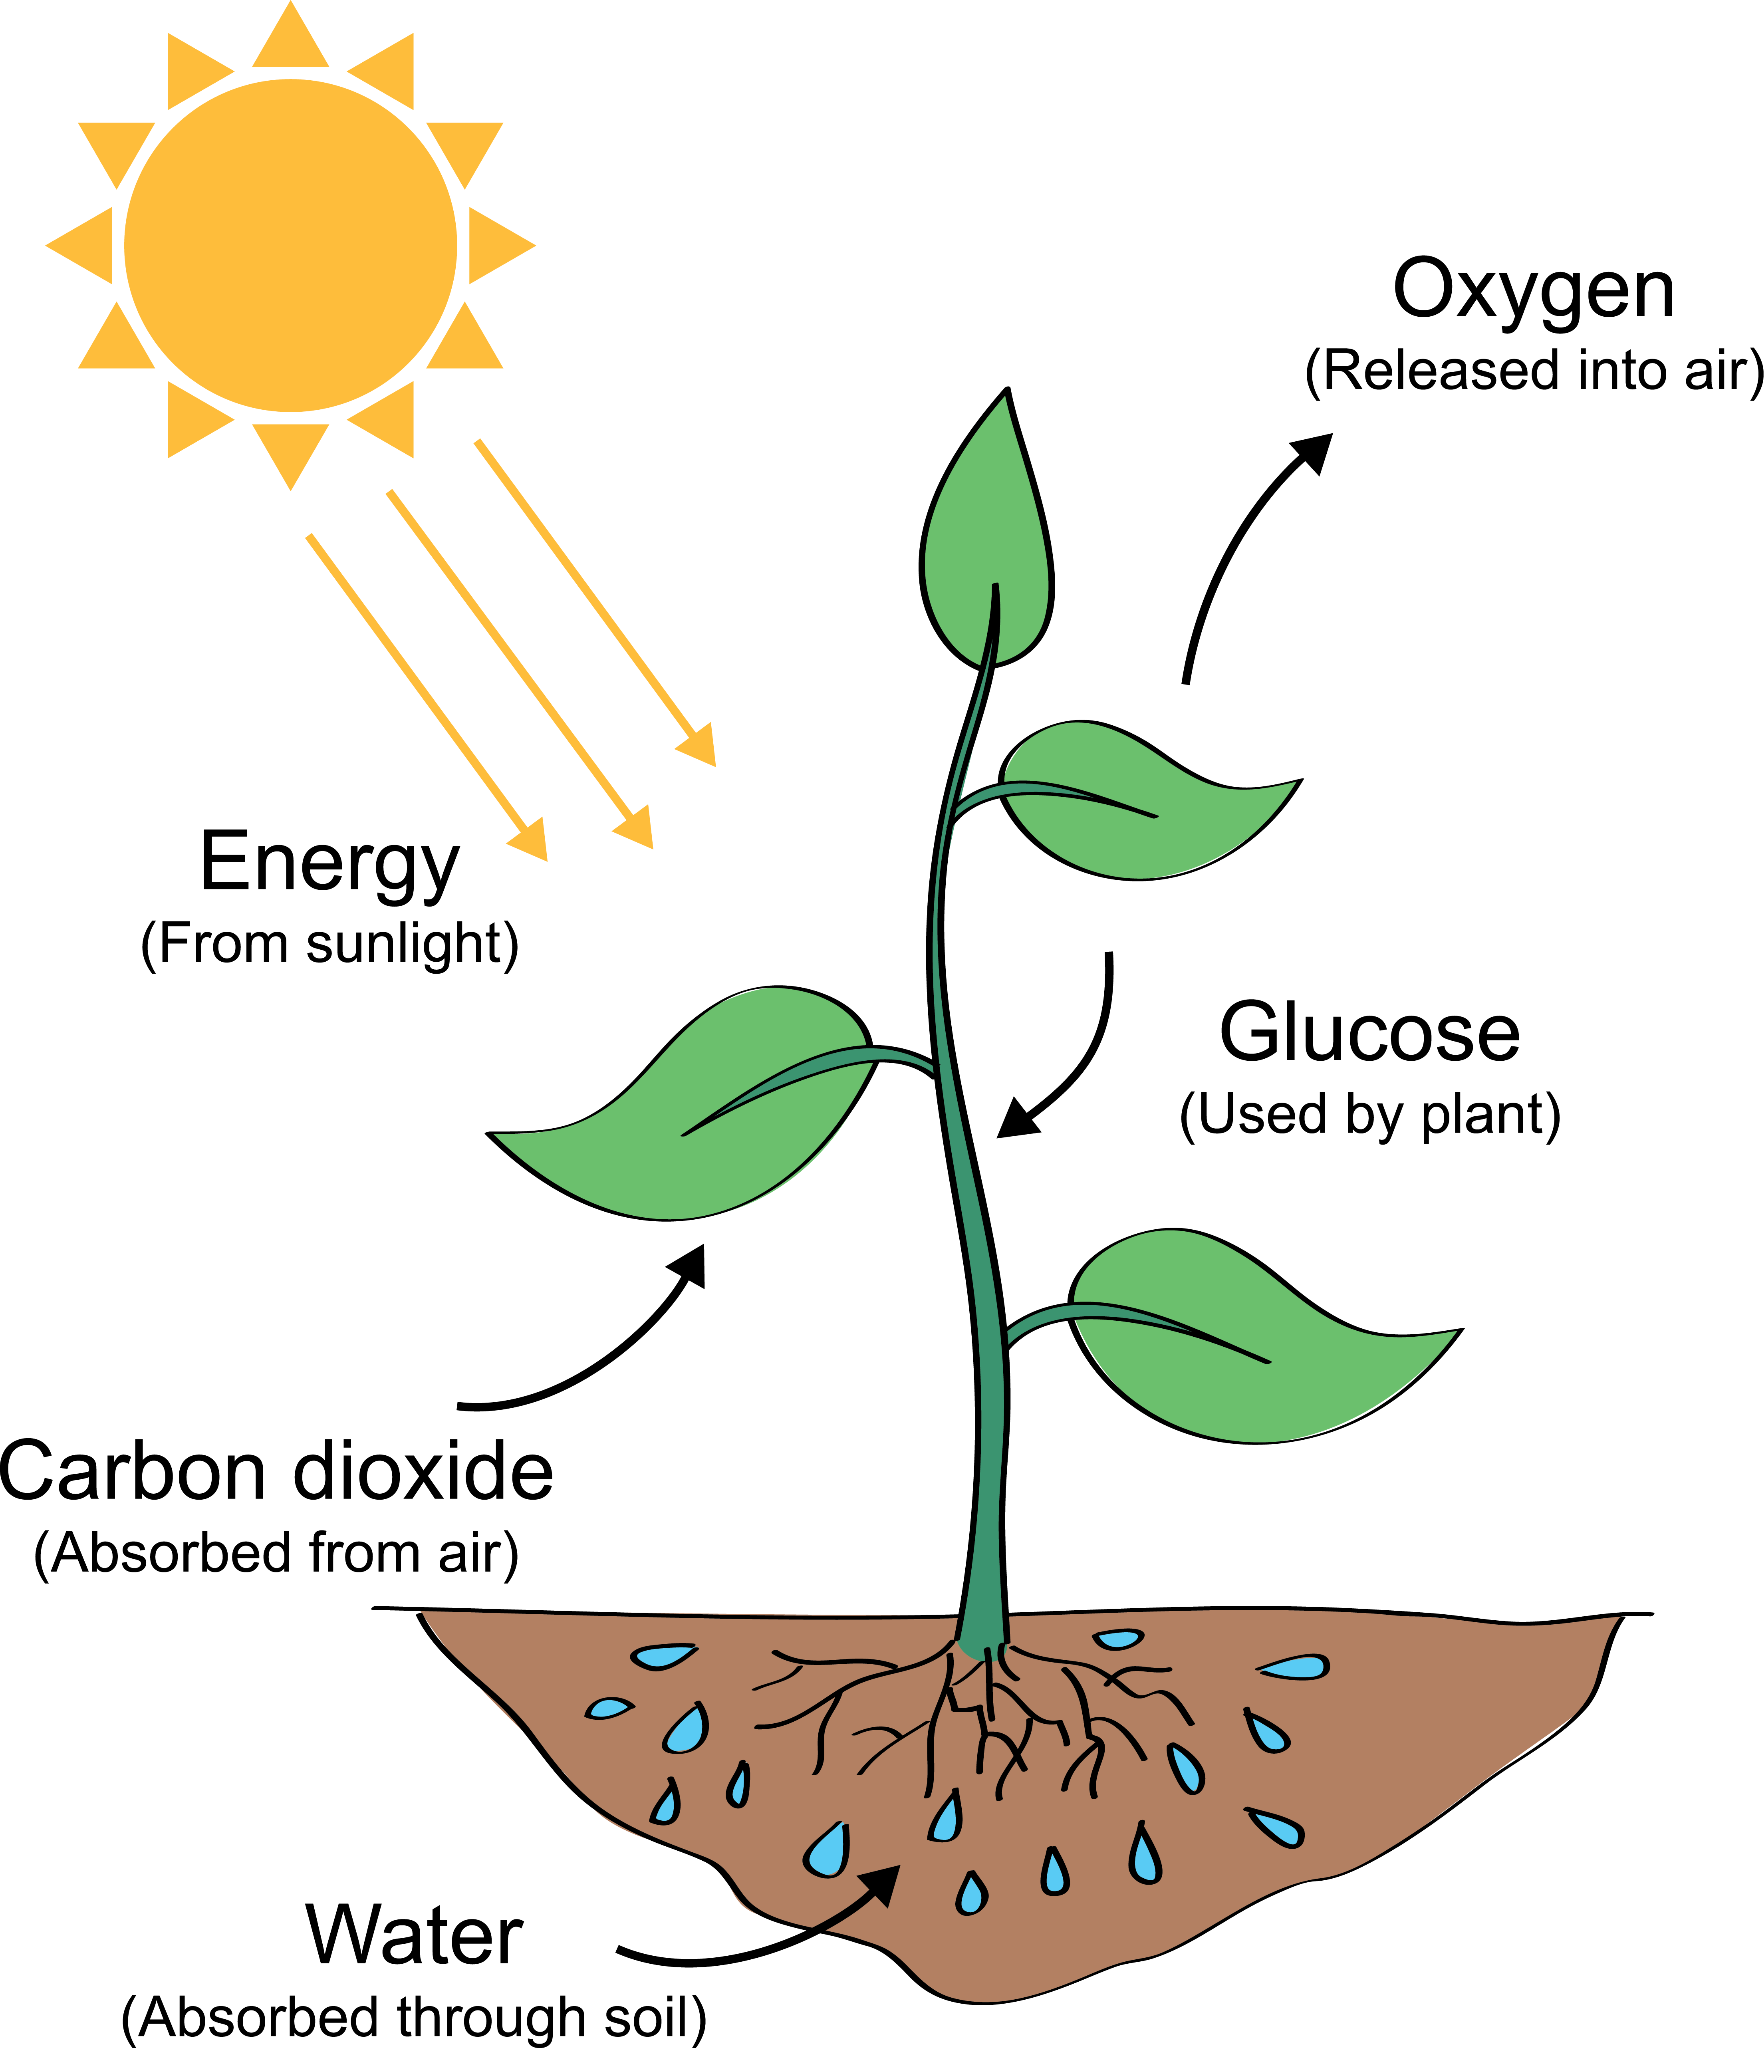 Oxygen
(Released into air)
Energy
(From sunlight)
Glucose
(Used by plant)
Carbon dioxide
(Absorbed from air)
Water
(Absorbed through soil)